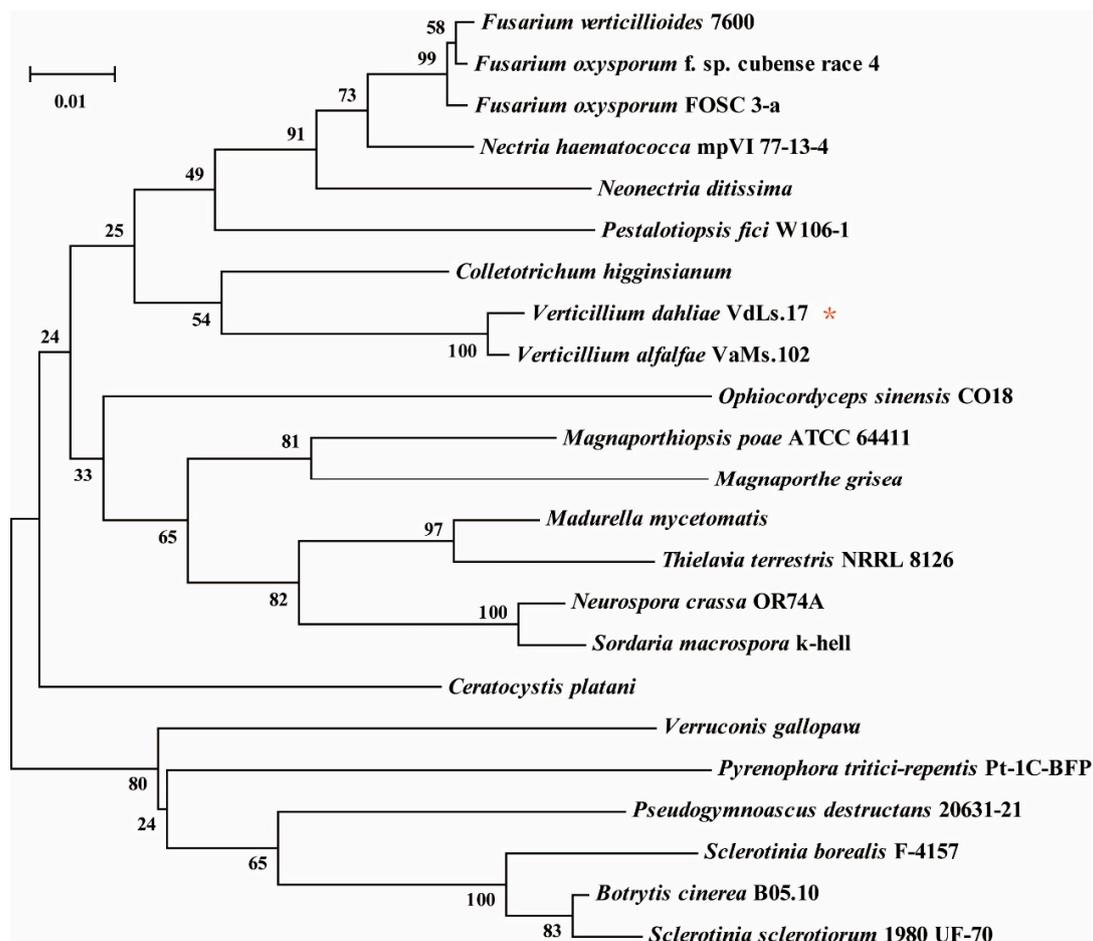 58 Fusarium verticillioides 7600
Fusarium oxysporum f. sp. cubense race 4
99
0.01
Fusarium oxysporum FOSC 3-a
73
91
Nectria haematococca mpVI 77-13-4
49
Neonectria ditissima
25
Pestalotiopsis fici W106-1
Colletotrichum higginsianum
54
Verticillium dahliae VdLs.17 *
24
100
Verticillium alfalfae VaMs.102
Ophiocordyceps sinensis CO18
81
Magnaporthiopsis poae ATCC 64411
33
Magnaporthe grisea
65
97
Madurella mycetomatis
Thielavia terrestris NRRL 8126
82
100
Neurospora crassa OR74A
Sordaria macrospora k-hell
Ceratocystis platani
Verruconis gallopava
80
Pyrenophora tritici-repentis Pt-1C-BFP
24
Pseudogymnoascus destructans 20631-21
65
Sclerotinia borealis F-4157
100
Botrytis cinerea B05.10
83
Sclerotinia sclerotiorum 1980 UF-70